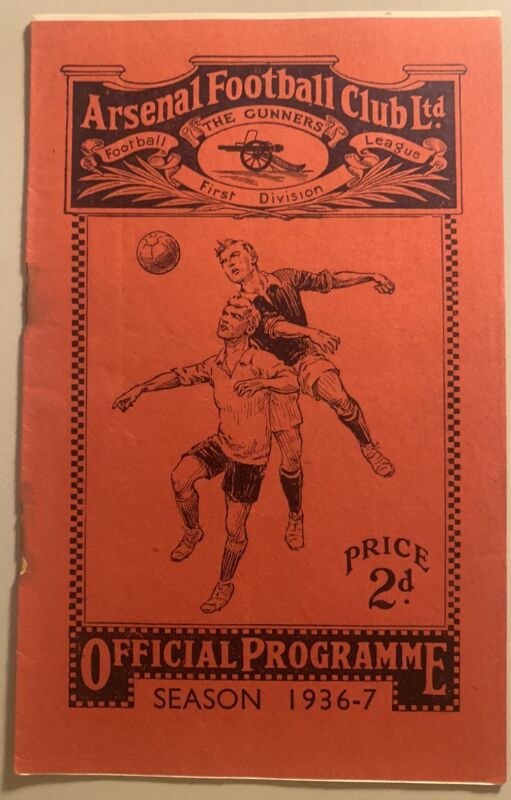 Arsenal Football Club Ltd.
THE GUNNERS
Football League
First Division
PRICE
2d.
OFFICIAL PROGRAMME
SEASON 1936-7